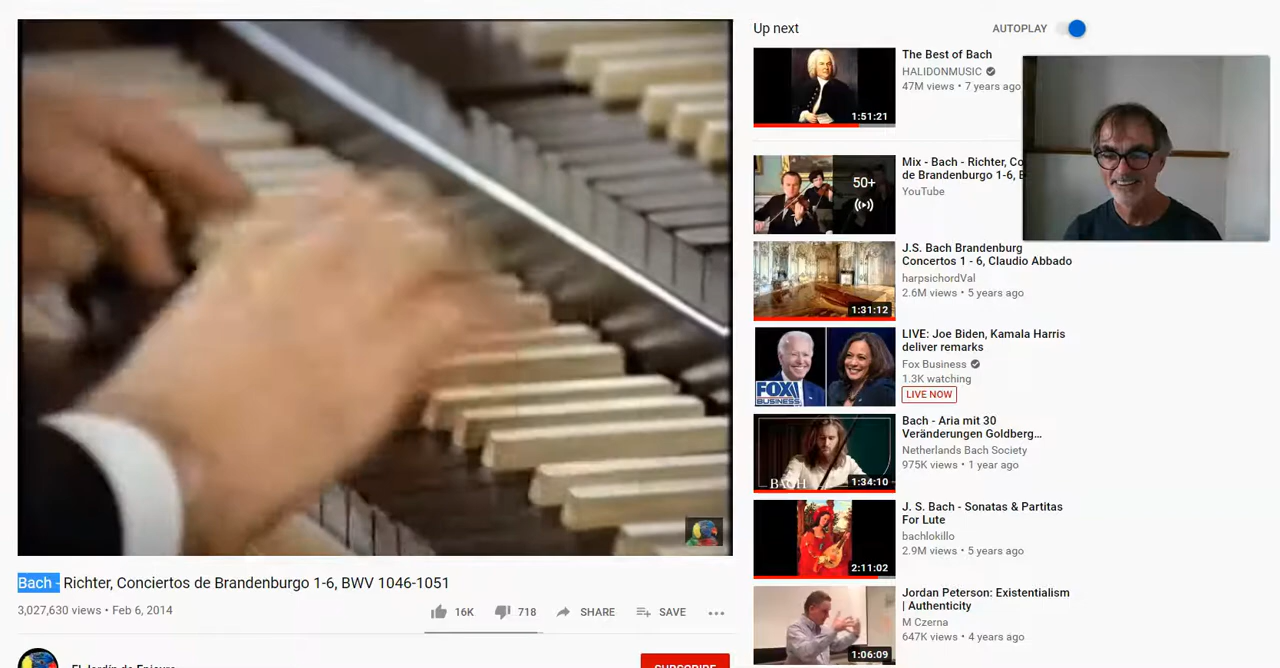 Up next
AUTOPLAY
The Best of Bach
HALIDONMUSIC
47M views • 7 years ago
1:51:21
Mix - Bach - Richter, Co
de Brandenburgo 1-6, B
YouTube
50+
J.S. Bach Brandenburg
Concertos 1 - 6, Claudio Abbado
harpsichordVal
2.6M views • 5 years ago
1:31:12
LIVE: Joe Biden, Kamala Harris
deliver remarks
Fox Business
1.3K watching
LIVE NOW
FOX
BUSINESS
Bach - Aria mit 30
Veränderungen Goldberg...
Netherlands Bach Society
975K views • 1 year ago
BACH
1:34:10
J. S. Bach - Sonatas & Partitas
For Lute
bachlokillo
2.9M views • 5 years ago
2:11:02
Jordan Peterson: Existentialism
| Authenticity
M Czerna
647K views • 4 years ago
1:06:09
Bach - Richter, Conciertos de Brandenburgo 1-6, BWV 1046-1051
3,027,630 views • Feb 6, 2014
16K 718 SHARE SAVE
El Jardín de Epicuro
SUBSCRIBE